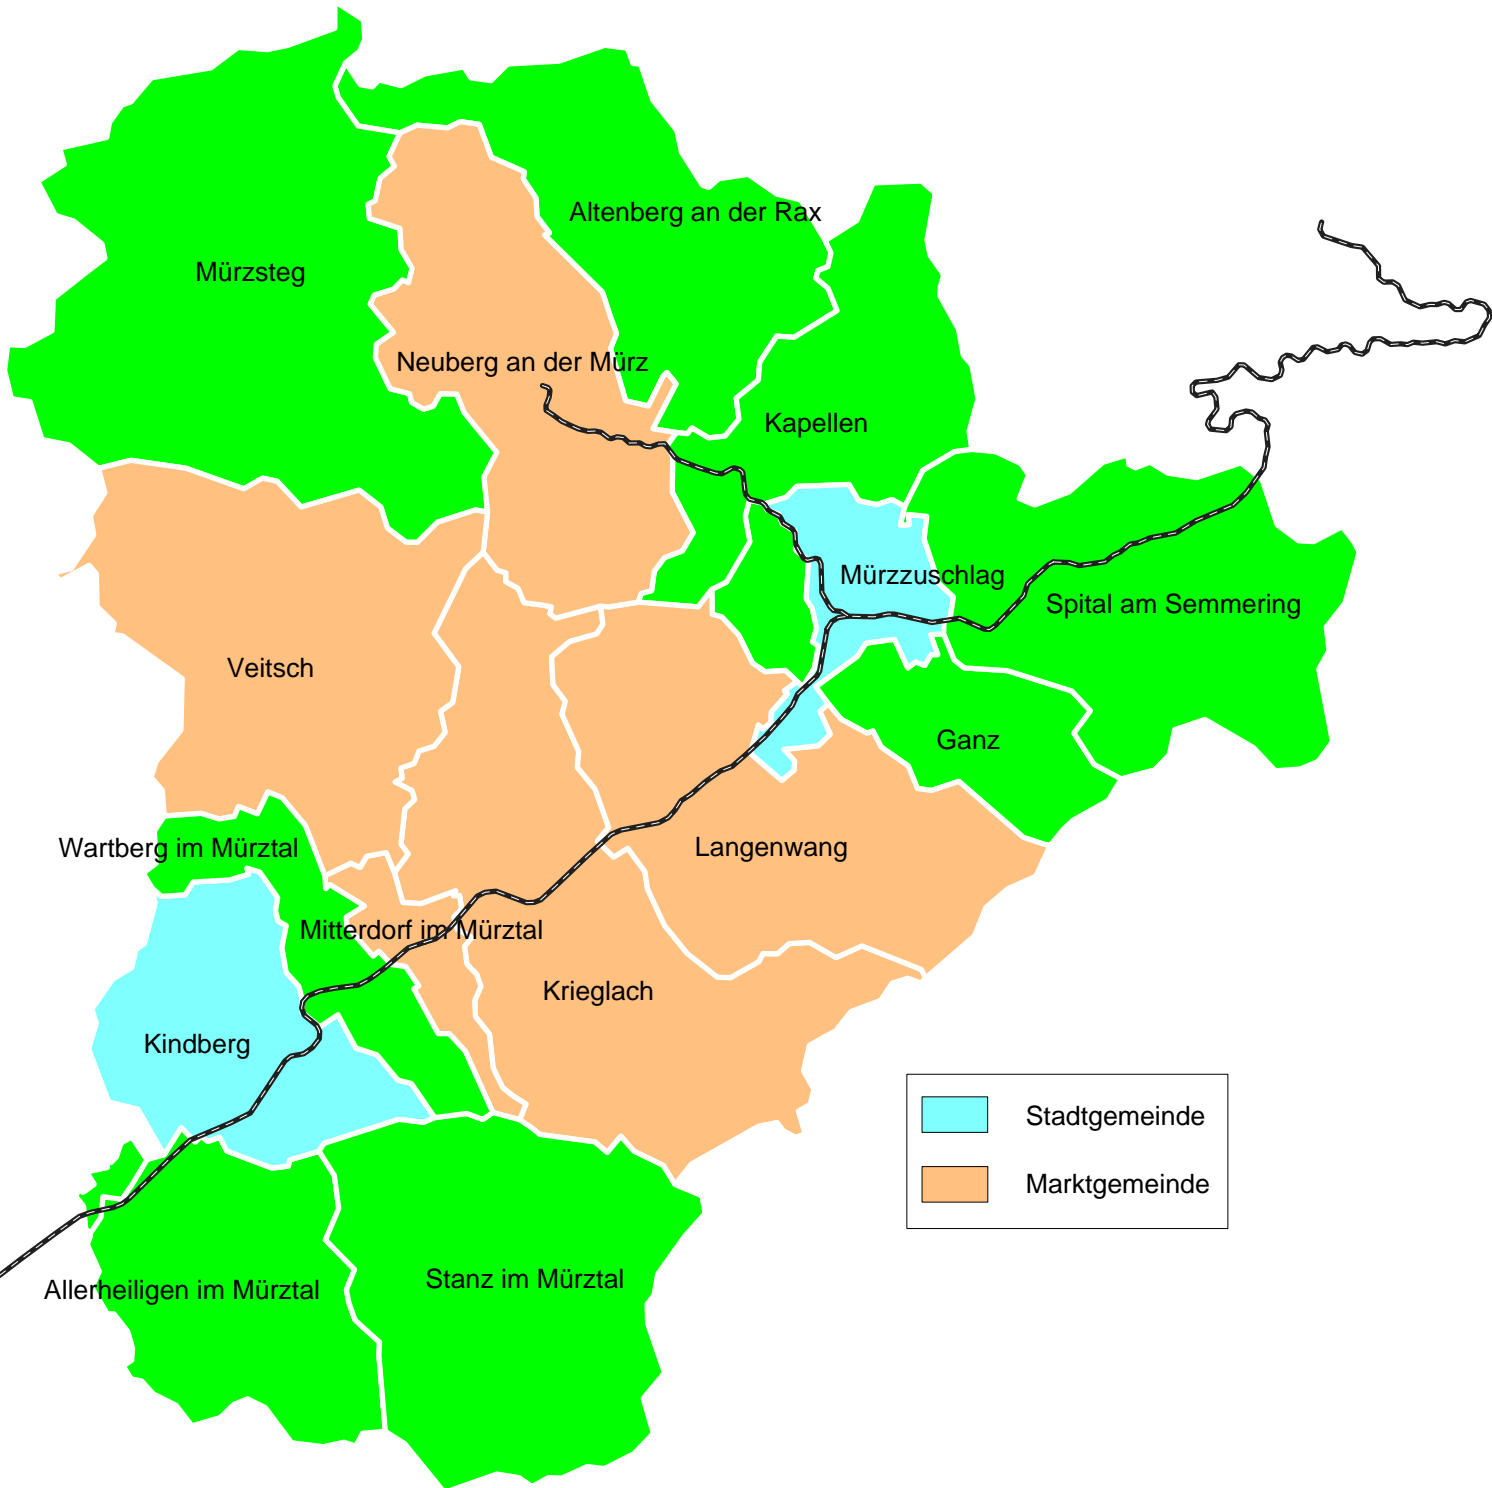 Altenberg an der Rax
Mürzsteg
Neuberg an der Mürz
Kapellen
Mürzzuschlag
Spital am Semmering
Veitsch
Ganz
Wartberg im Mürztal
Langenwang
Mitterdorf im Mürztal
Krieglach
Kindberg
Stadtgemeinde
Marktgemeinde
Stanz im Mürztal
Allerheiligen im Mürztal